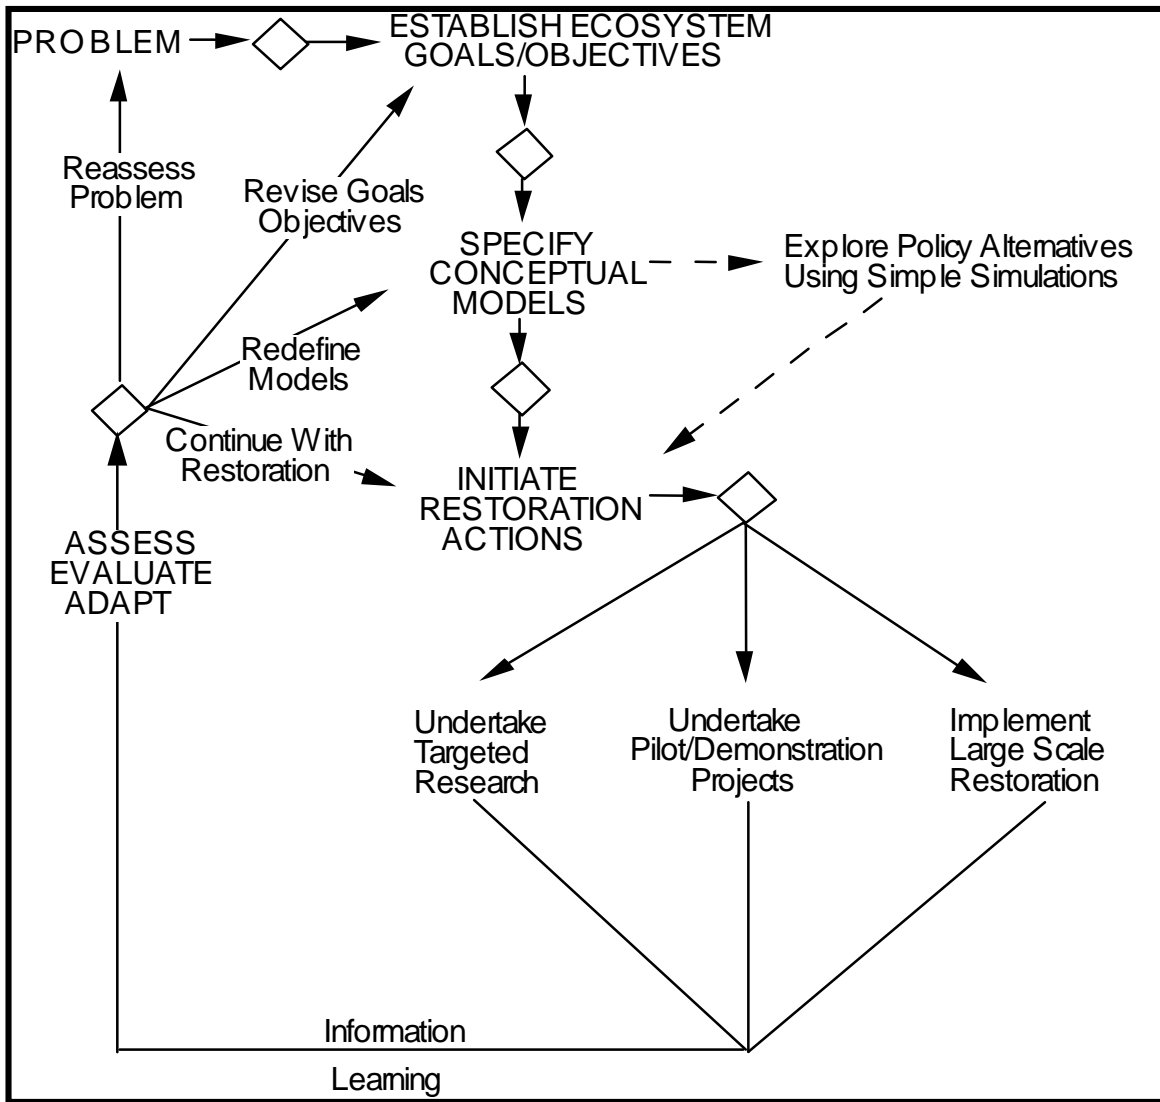 PROBLEM
ESTABLISH ECOSYSTEM
GOALS/OBJECTIVES
Reassess
Problem
Revise Goals
Objectives
SPECIFY
CONCEPTUAL
MODELS
Explore Policy Alternatives
Using Simple Simulations
Redefine
Models
Continue With
Restoration
INITIATE
RESTORATION
ACTIONS
ASSESS
EVALUATE
ADAPT
Undertake
Targeted
Research
Undertake
Pilot/Demonstration
Projects
Implement
Large Scale
Restoration
Information
Learning